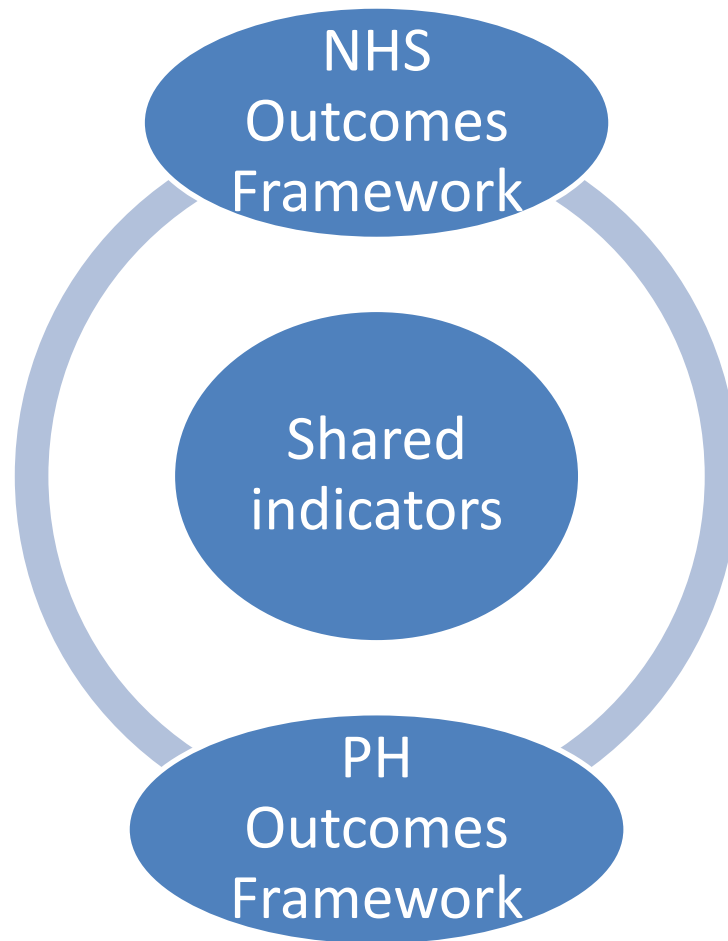 NHS
Outcomes
Framework
Shared
indicators
PH
Outcomes
Framework